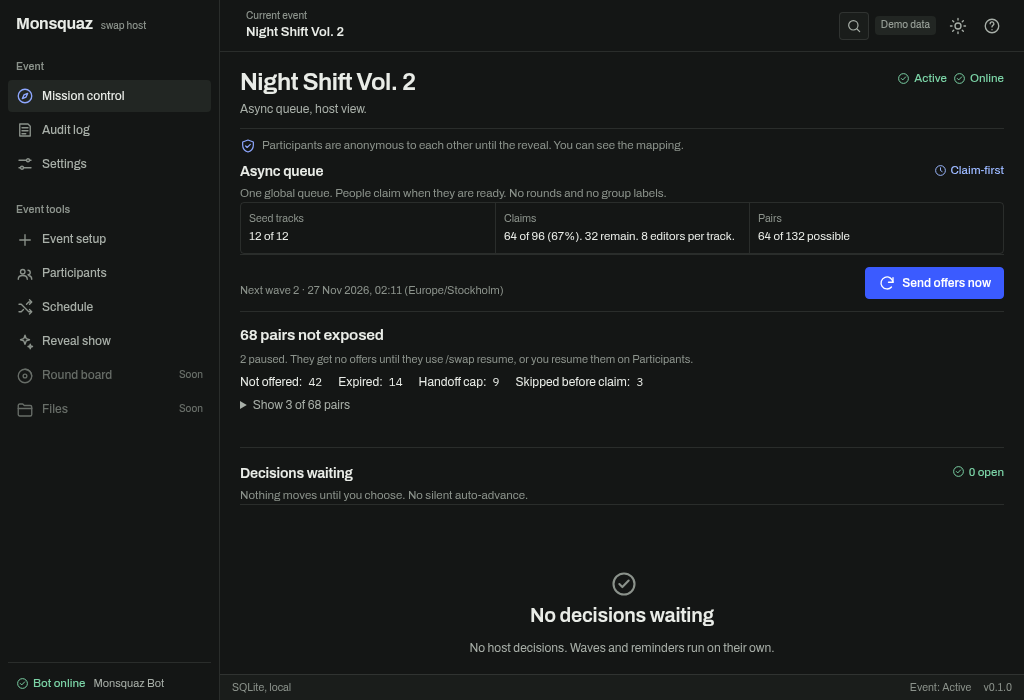 Monsquaz swap host
Event
Mission control
Audit log
Settings
Event tools
Event setup
Participants
Schedule
Reveal show
Round board Soon
Files Soon
Bot online Monsquaz Bot
Current event
Night Shift Vol. 2
Demo data
Night Shift Vol. 2
Active Online
Async queue, host view.
Participants are anonymous to each other until the reveal. You can see the mapping.
Async queue
Claim-first
One global queue. People claim when they are ready. No rounds and no group labels.
Seed tracks
12 of 12
Claims
64 of 96 (67%). 32 remain. 8 editors per track.
Pairs
64 of 132 possible
Next wave 2 · 27 Nov 2026, 02:11 (Europe/Stockholm)
Send offers now
68 pairs not exposed
2 paused. They get no offers until they use /swap resume, or you resume them on Participants.
Not offered: 42 Expired: 14 Handoff cap: 9 Skipped before claim: 3
Show 3 of 68 pairs
Decisions waiting
0 open
Nothing moves until you choose. No silent auto-advance.
No decisions waiting
No host decisions. Waves and reminders run on their own.
SQLite, local
Event: Active v0.1.0